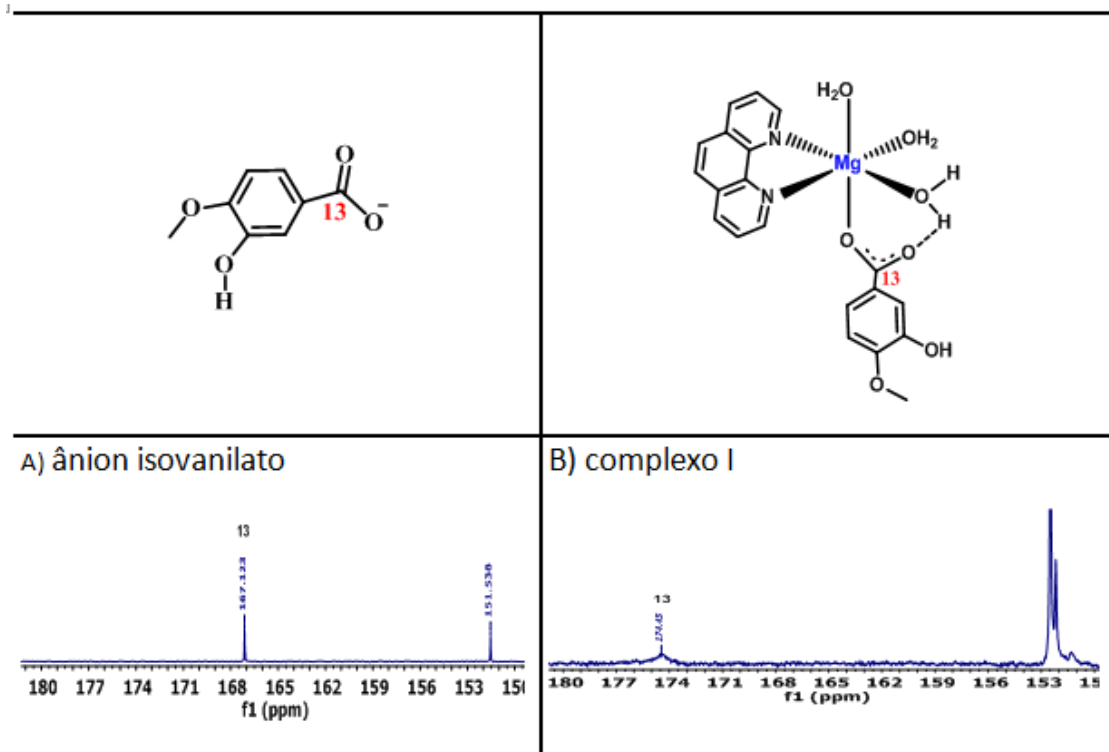 O
13
O
O⁻
O
H
H₂O
OH₂
N
N
Mg
O
H
H
O
O
13
OH
O
A) ânion isovanilato
13
167.123
151.538
180 177 174 171 168 165 162 159 156 153 150
f1 (ppm)
B) complexo I
13
174.45
180 177 174 171 168 165 162 159 156 153 15
f1 (ppm)